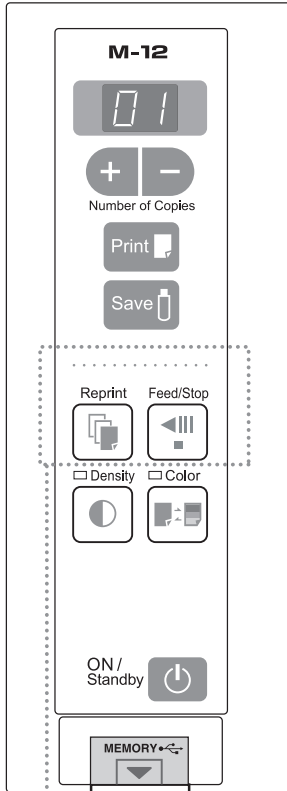 M-12
01
+ −
Number of Copies
Print
Save
Reprint Feed/Stop
Density Color
ON /
Standby
MEMORY